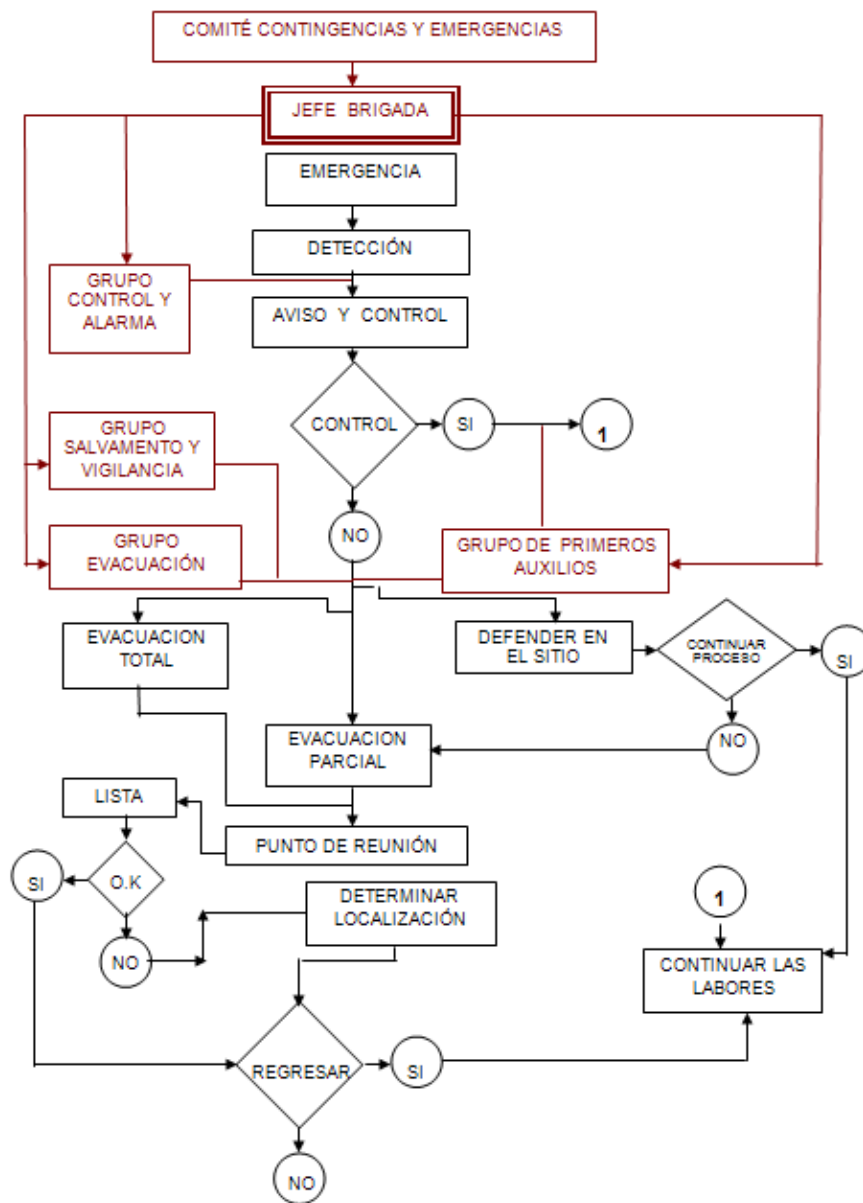 COMITÉ CONTINGENCIAS Y EMERGENCIAS
JEFE BRIGADA
EMERGENCIA
DETECCIÓN
GRUPO
CONTROL Y
ALARMA
AVISO Y CONTROL
CONTROL
SI
1
GRUPO
SALVAMENTO Y
VIGILANCIA
NO
GRUPO
EVACUACIÓN
GRUPO DE PRIMEROS
AUXILIOS
EVACUACION
TOTAL
DEFENDER EN
EL SITIO
CONTINUAR
PROCESO
SI
NO
EVACUACION
PARCIAL
LISTA
PUNTO DE REUNIÓN
O.K
SI
NO
DETERMINAR
LOCALIZACIÓN
1
CONTINUAR LAS
LABORES
REGRESAR
SI
NO